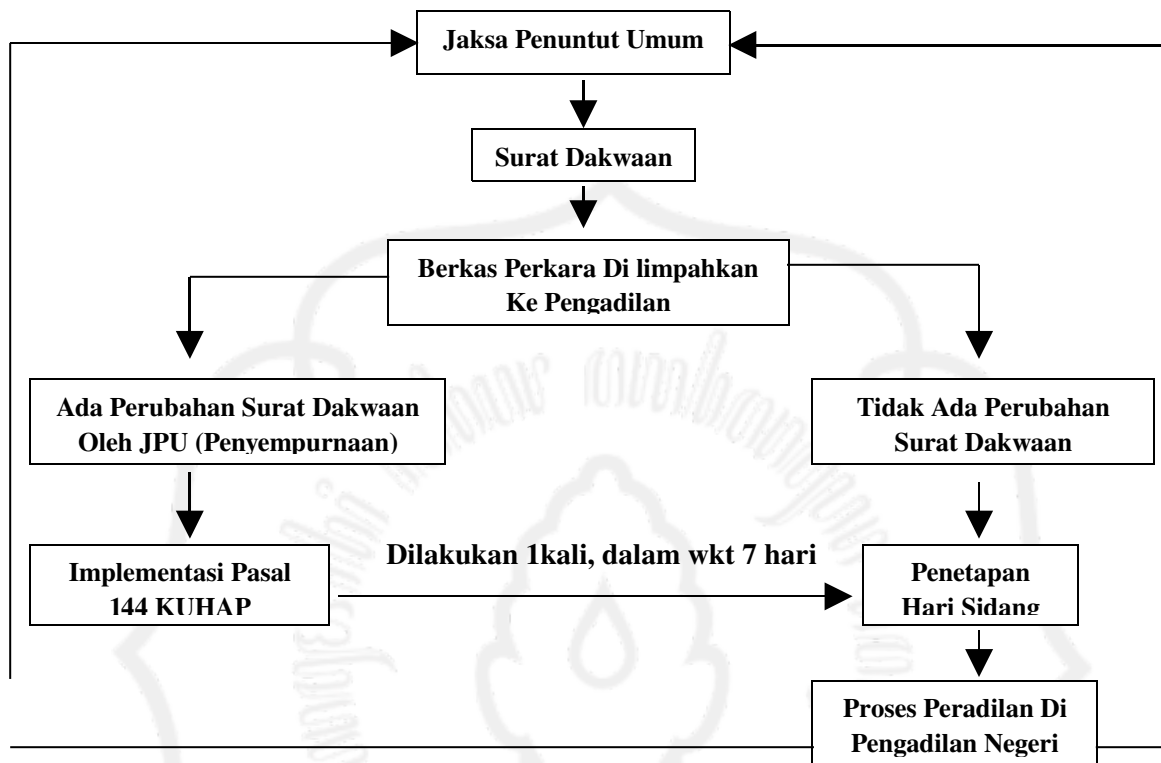 Jaksa Penuntut Umum
Surat Dakwaan
Berkas Perkara Di limpahkan
Ke Pengadilan
Ada Perubahan Surat Dakwaan
Oleh JPU (Penyempurnaan)
Tidak Ada Perubahan
Surat Dakwaan
Implementasi Pasal
144 KUHAP
Dilakukan 1kali, dalam wkt 7 hari
Penetapan
Hari Sidang
Proses Peradilan Di
Pengadilan Negeri